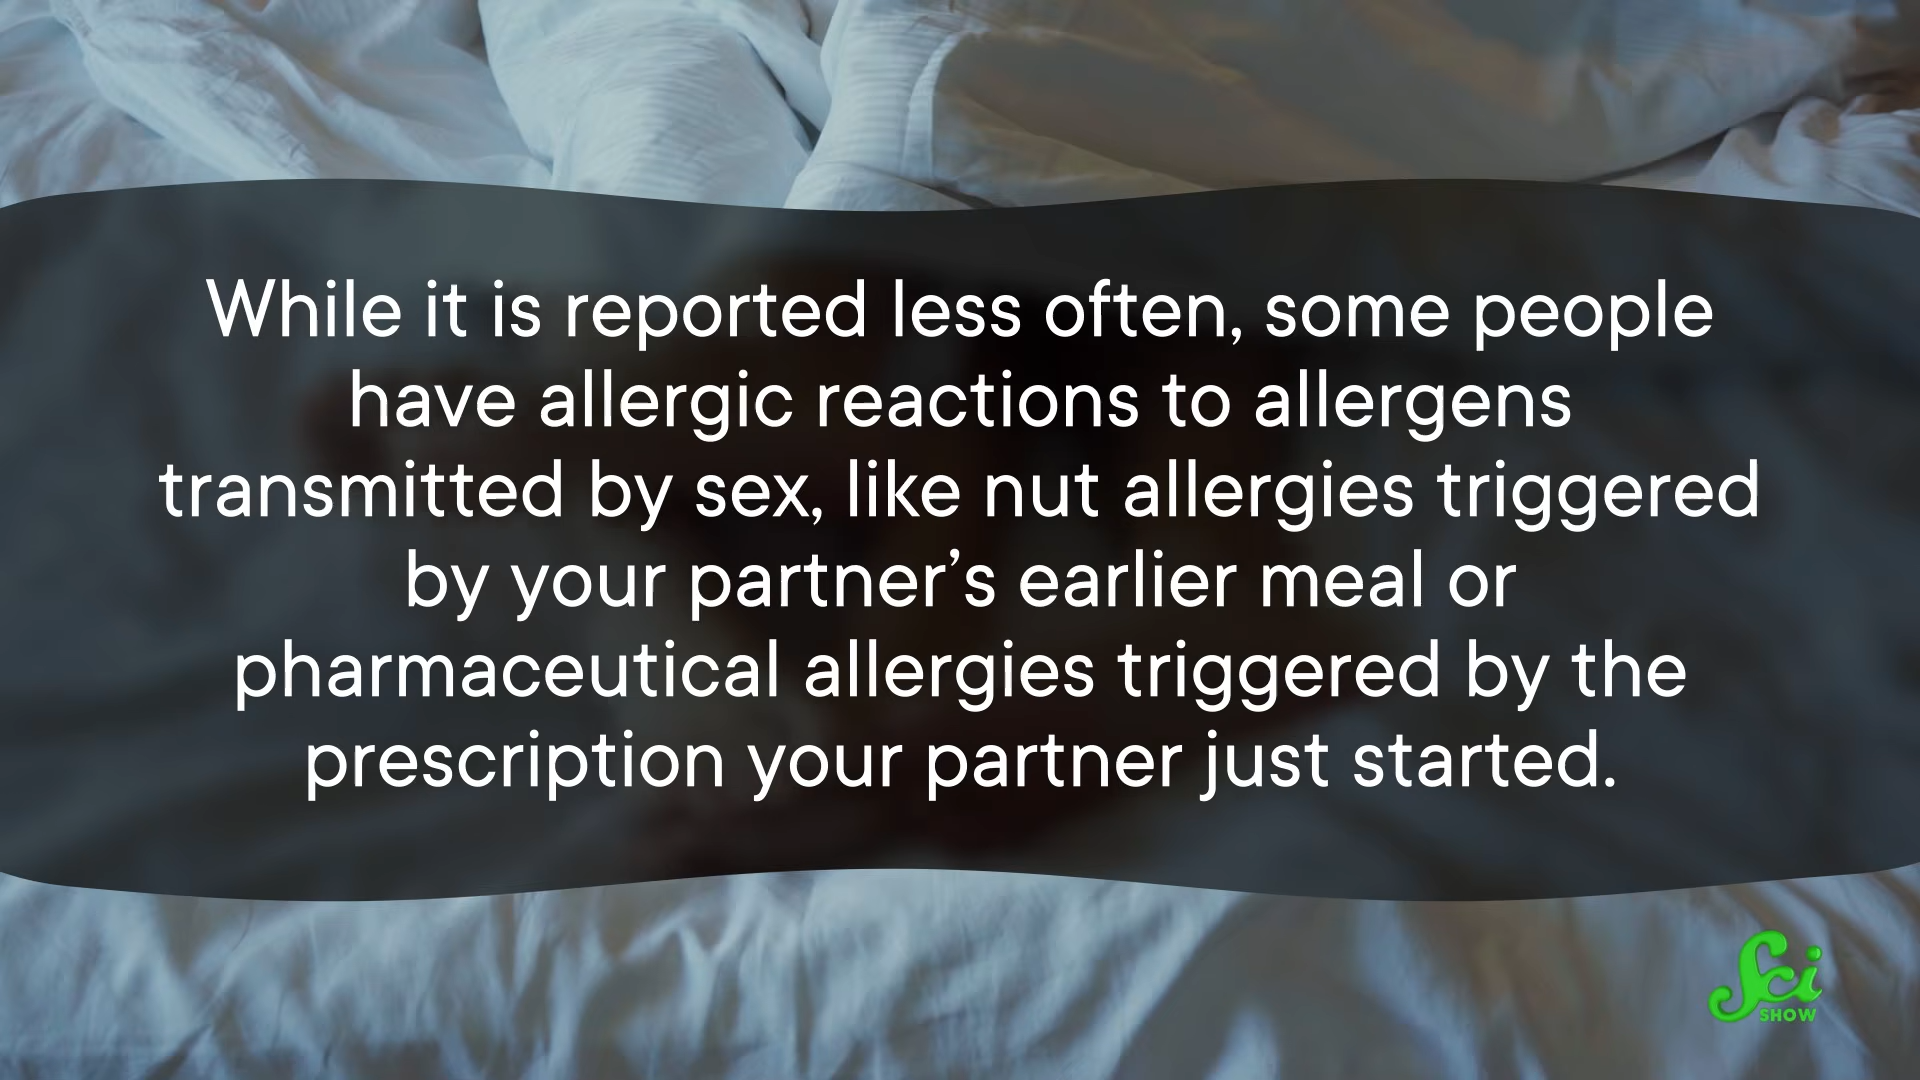 While it is reported less often, some people
have allergic reactions to allergens
transmitted by sex, like nut allergies triggered
by your partner’s earlier meal or
pharmaceutical allergies triggered by the
prescription your partner just started.
Sci
SHOW